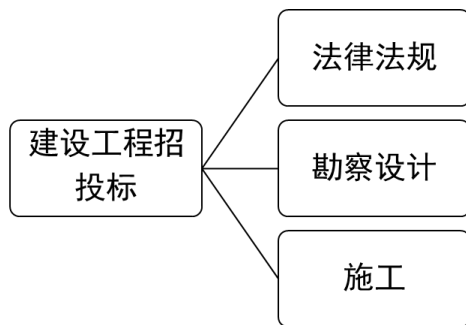 建设工程招
投标
法律法规
勘察设计
施工